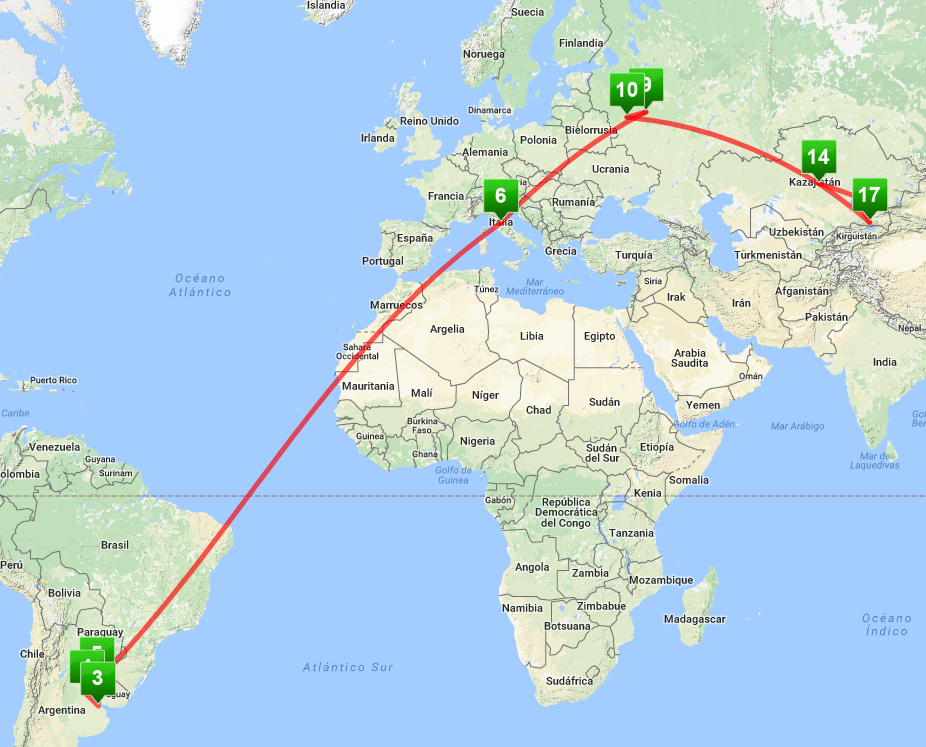 Islandia
Suecia
Finlandia
Noruega
10
9
Dinamarca
Reino Unido
Bielorrusia
Irlanda
Polonia
Alemania
14
Ucrania
Kazajistán
6
17
Francia
Rumanía
Italia
España
Uzbekistán
Kirguistán
Grecia
Portugal
Turquía
Turkmenistán
Océano
Atlántico
Mar
Mediterráneo
Túnez
Siria
Afganistán
Irak
Irán
Marruecos
Pakistán
Argelia
Libia
Egipto
Nepal
Sahara
Occidental
Arabia
Saudita
India
Omán
Puerto Rico
Mauritania
Malí
Níger
Sudán
Chad
Yemen
Caribe
Burkina
Faso
Golfo de Adén
Mar Arábigo
Guinea
Nigeria
Venezuela
Ghana
Sudán
del Sur
Etiopía
Guyana
Mar de
Laquedivas
Surinam
Golfo de
Guinea
Somalia
Gabón
República
Democrática
del Congo
Kenia
Tanzania
Brasil
Perú
Angola
Zambia
Mozambique
Bolivia
Namibia
Zimbabue
Madagascar
Océano
Índico
Botsuana
Paraguay
Chile
Atlántico Sur
3
Sudáfrica
Argentina